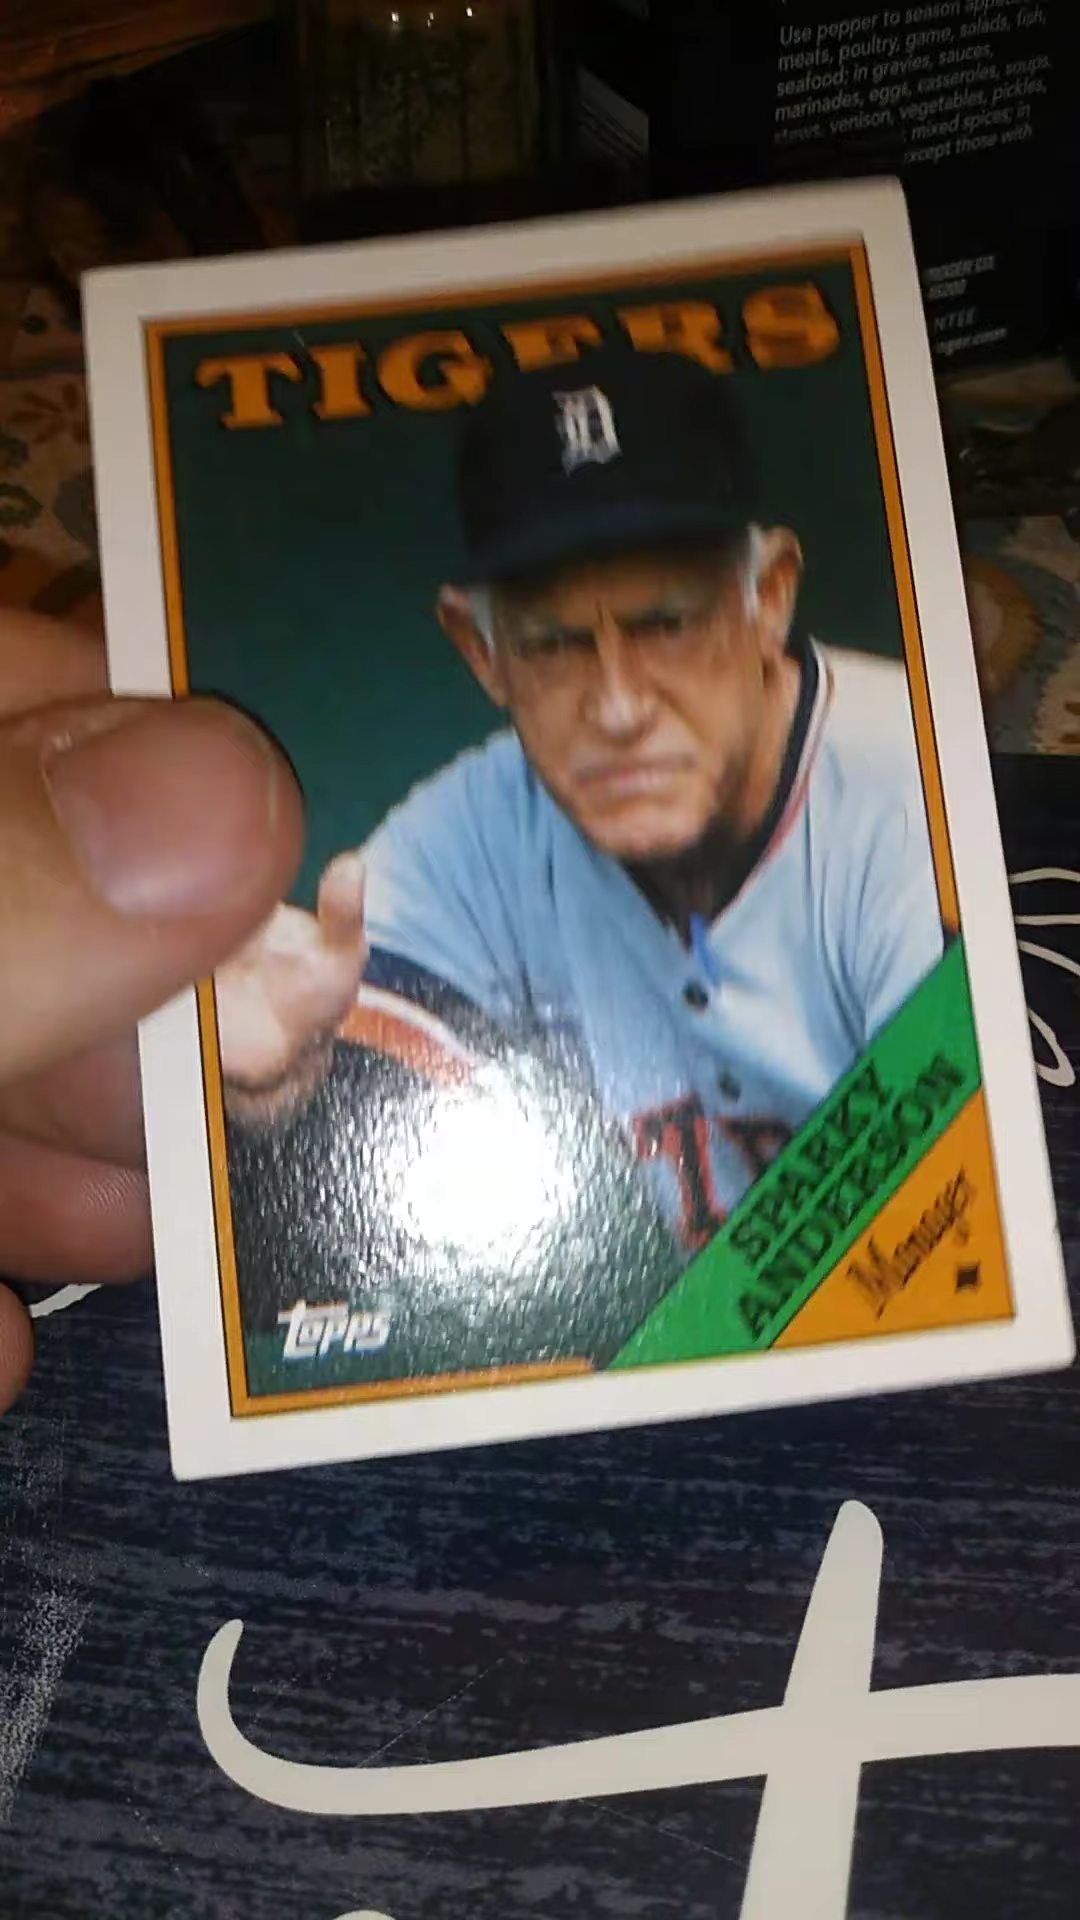 Use pepper to season
meats, poultry, game, salads, fish,
seafood; in gravies, sauces,
marinades, eggs, casseroles, soups,
stews, venison, vegetables, pickles,
mixed spices; in
except those with
TIGERS
D
SPARKY
ANDERSON
Manager
TOPPS